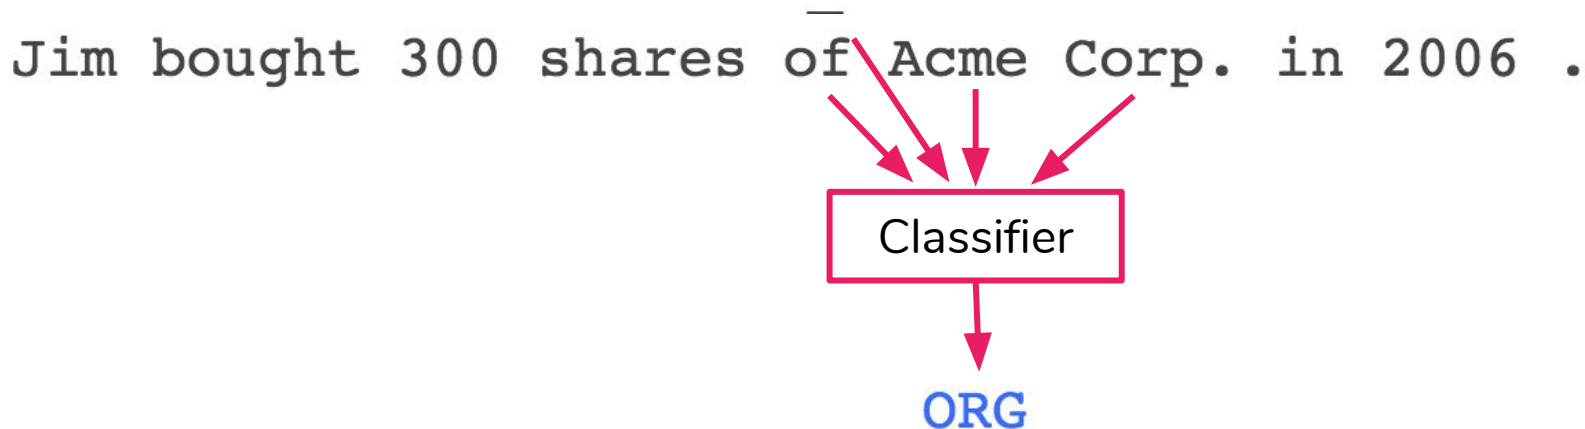 _
Jim bought 300 shares of Acme Corp. in 2006 .
Classifier
ORG